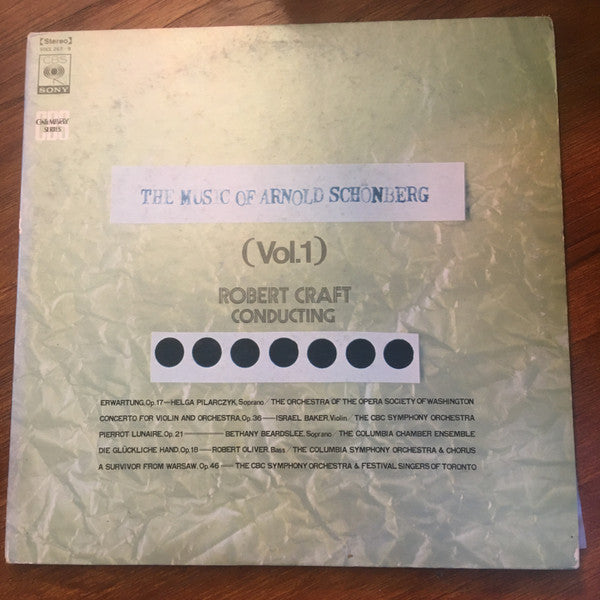 [Stereo]
CBS
SONY
SERIES
THE MUSIC OF ARNOLD SCHÖNBERG
(Vol.1)
ROBERT CRAFT
CONDUCTING
ERWARTUNG, Op.17—HELGA PILARCZYK, Soprano／THE ORCHESTRA OF THE OPERA SOCIETY OF WASHINGTON
CONCERTO FOR VIOLIN AND ORCHESTRA, Op.36—ISRAEL BAKER, Violin／THE CBC SYMPHONY ORCHESTRA
PIERROT LUNAIRE, Op.21———BETHANY BEARDSLEE, Soprano／THE COLUMBIA CHAMBER ENSEMBLE
DIE GLÜCKLICHE HAND, Op.18——ROBERT OLIVER, Bass／THE COLUMBIA SYMPHONY ORCHESTRA & CHORUS
A SURVIVOR FROM WARSAW, Op.46——THE CBC SYMPHONY ORCHESTRA & FESTIVAL SINGERS OF TORONTO